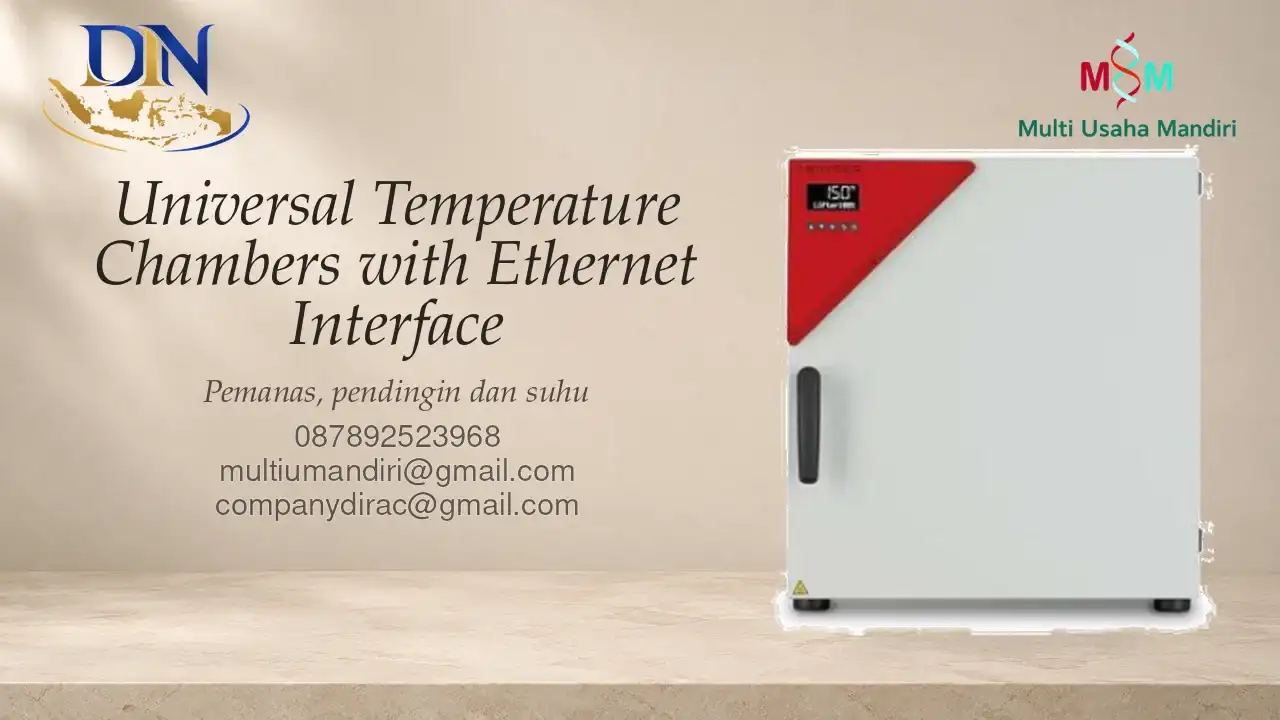 DN
MSM
Multi Usaha Mandiri
Universal Temperature
Chambers with Ethernet
Interface
Pemanas, pendingin dan suhu
087892523968
multiumandiri@gmail.com
companydirac@gmail.com
150